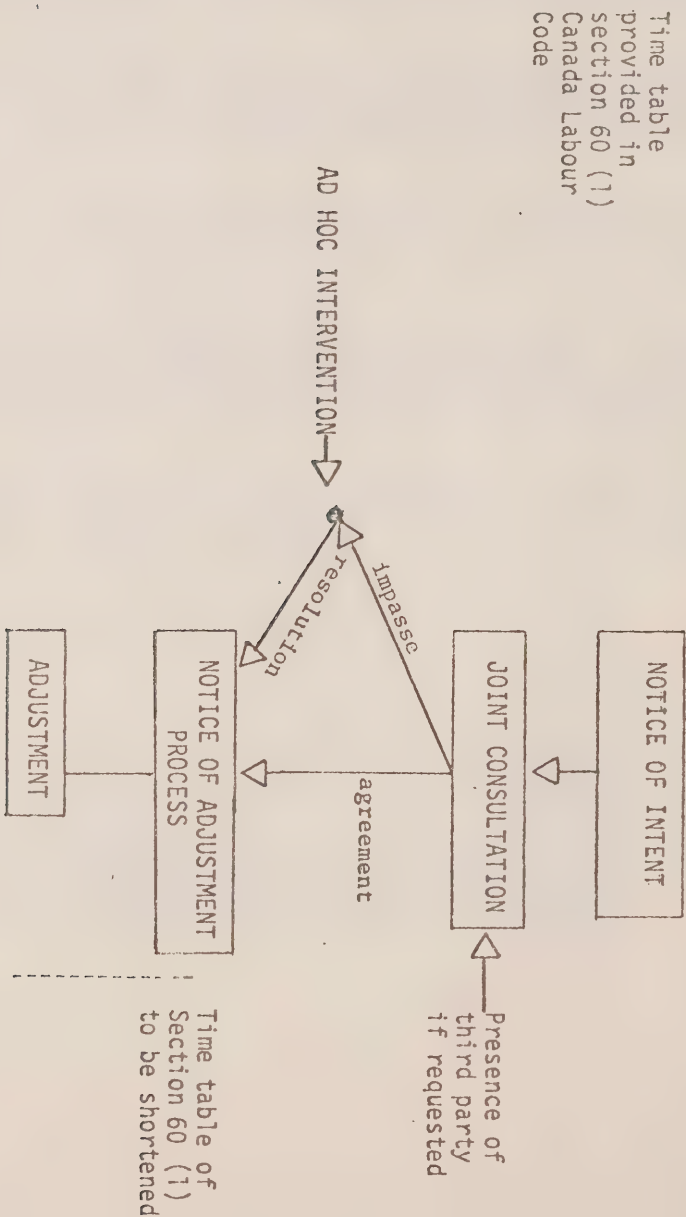 Time table
provided in
section 60 (1)
Canada Labour
Code
NOTICE OF INTENT
JOINT CONSULTATION
Presence of
third party
if requested
impasse
agreement
AD HOC INTERVENTION
resolution
NOTICE OF ADJUSTMENT
PROCESS
Time table of
Section 60 (1)
to be shortened
ADJUSTMENT